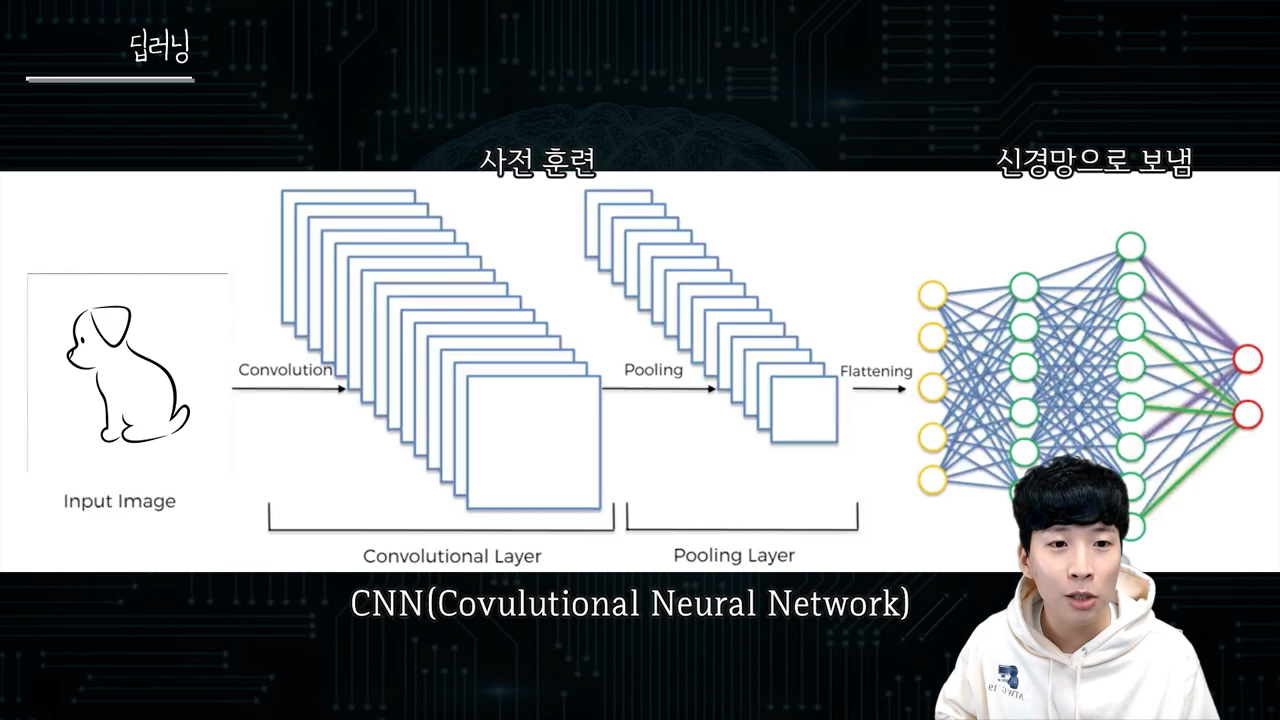 딥러닝
사전 훈련
신경망으로 보냄
Convolution
Pooling
Flattening
Input Image
Convolutional Layer
Pooling Layer
CNN(Covulutional Neural Network)